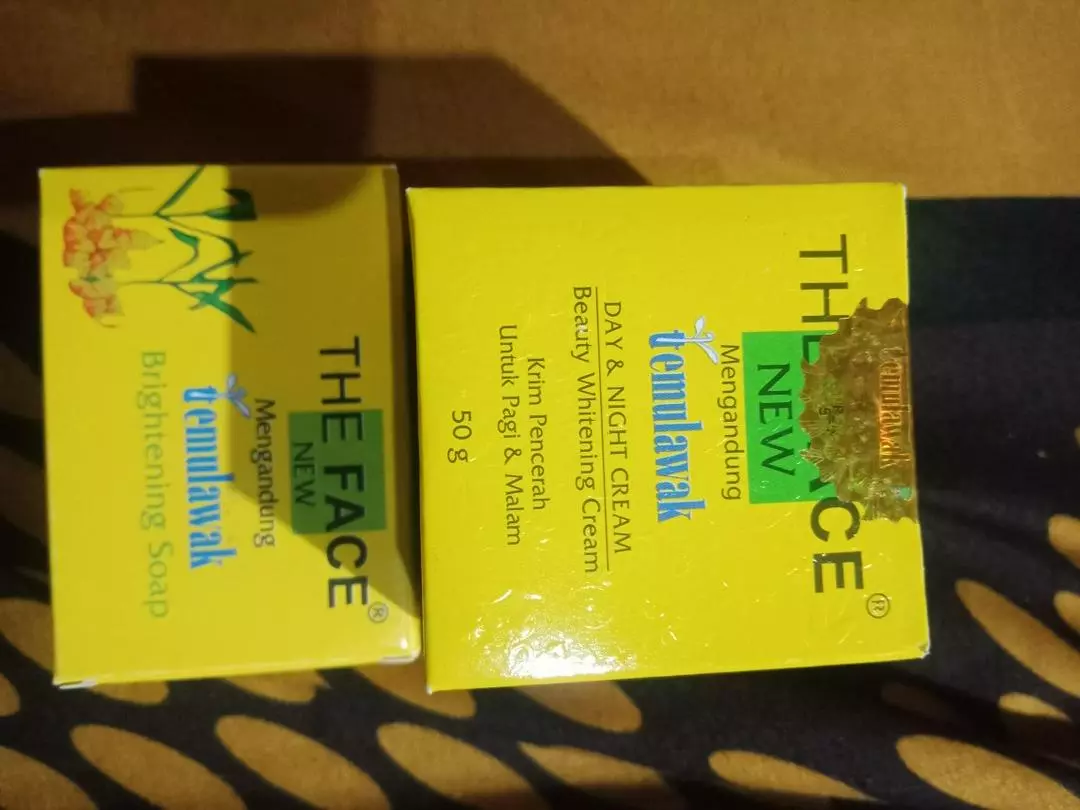 THE FACE®
NEW
Mengandung
temulawak
Brightening Soap
THE FACE®
NEW
Mengandung
temulawak
DAY & NIGHT CREAM
Beauty Whitening Cream
Krim Pencerah
Untuk Pagi & Malam
50 g
temulawak